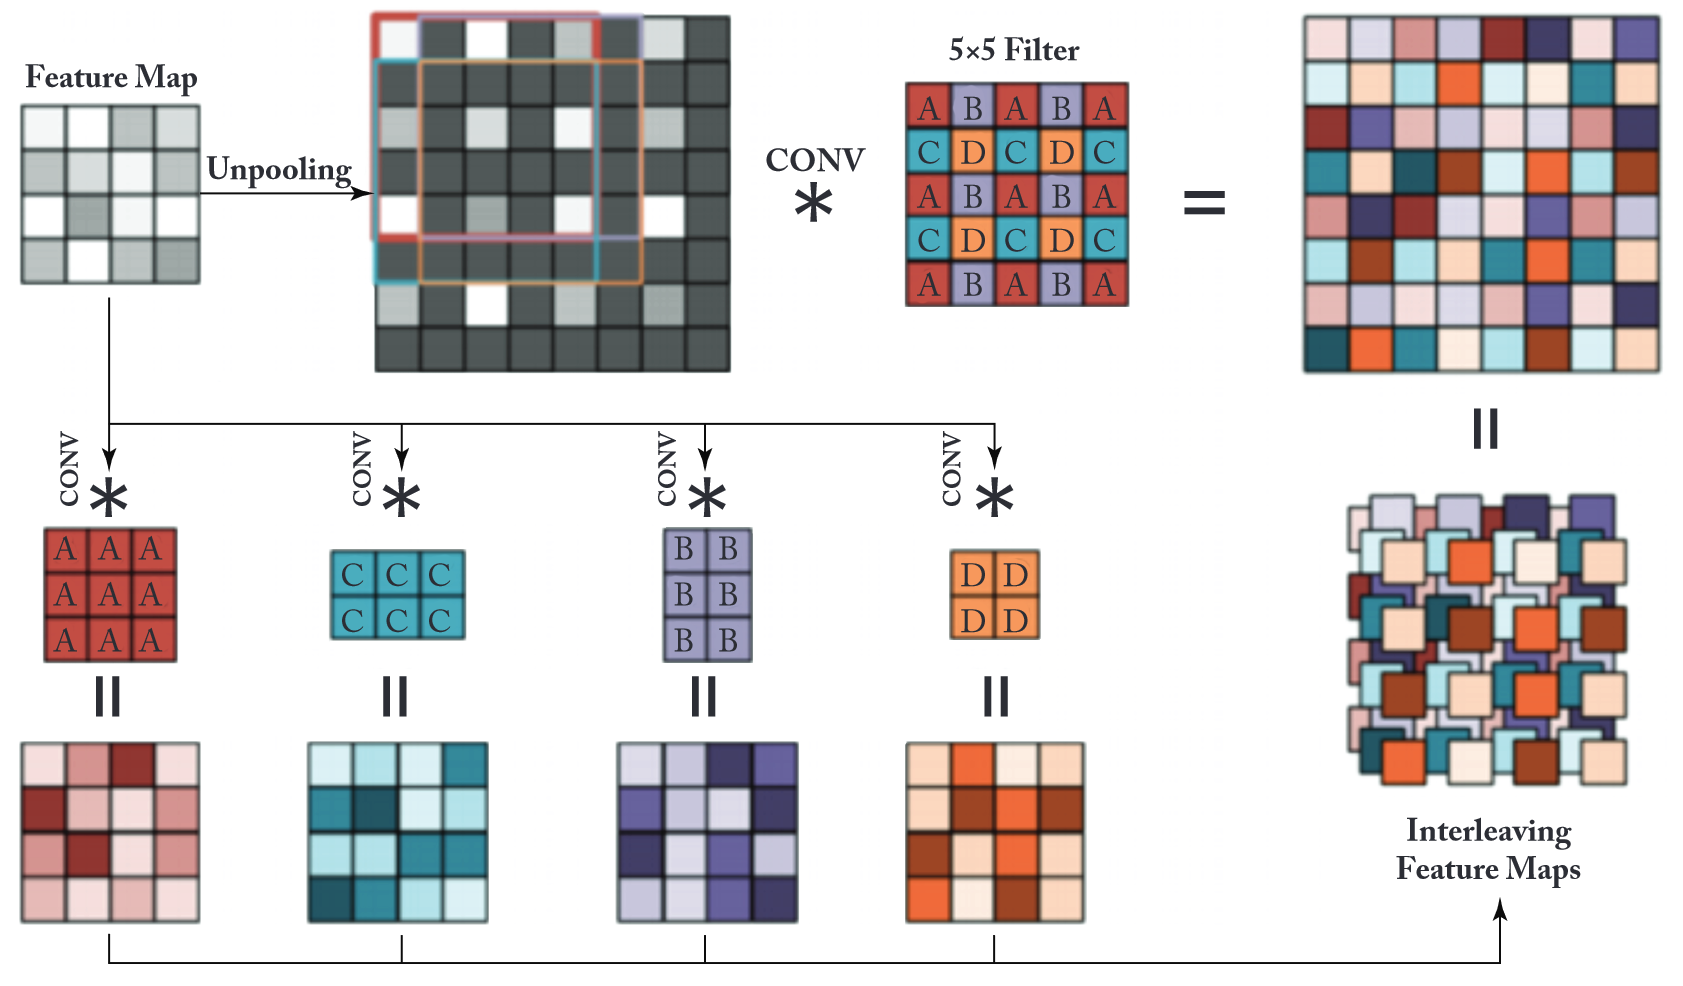 Feature Map
Unpooling
CONV
*
5×5 Filter
A B A B A
C D C D C
A B A B A
C D C D C
A B A B A
=
CONV
*
CONV
*
CONV
*
CONV
*
A A A
A A A
A A A
C C C
C C C
B B
B B
B B
D D
D D
=
=
=
=
=
Interleaving
Feature Maps